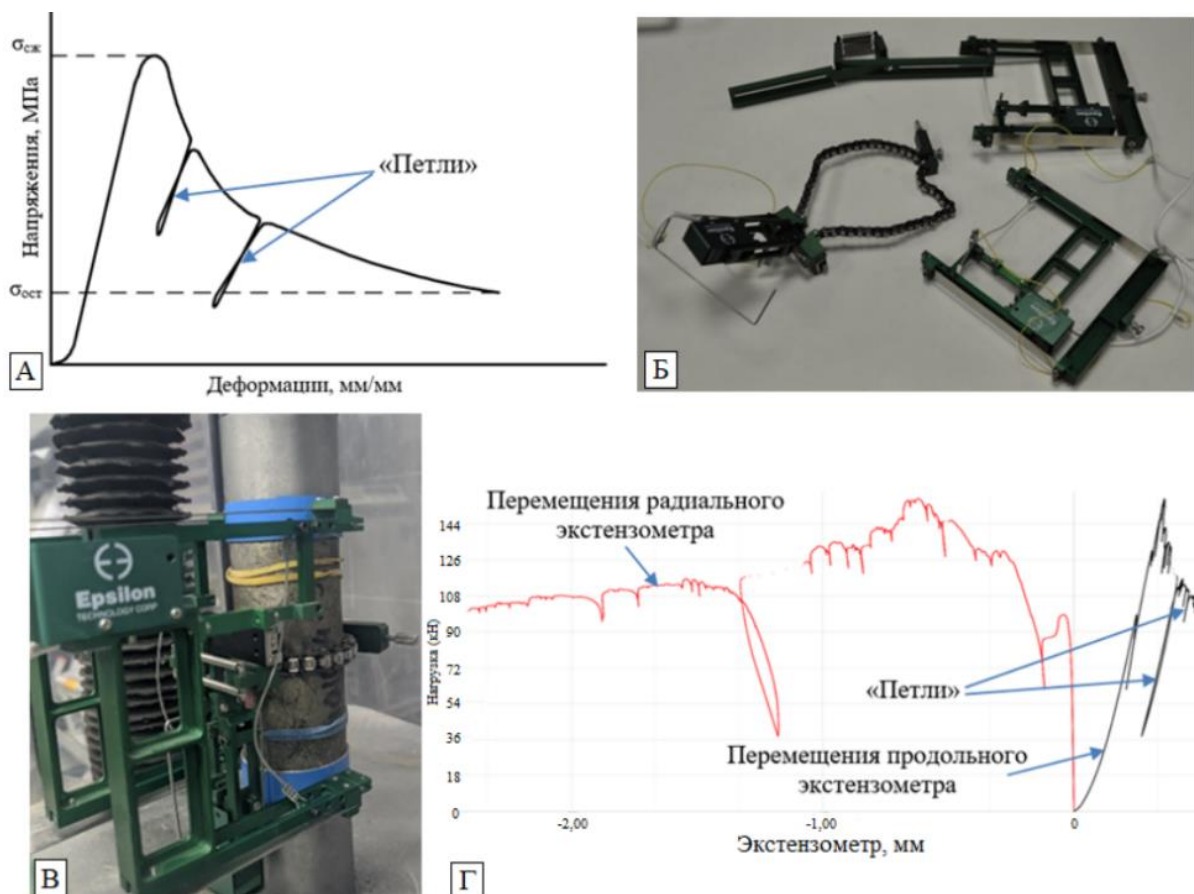 σсж
Напряжения, МПа
«Петли»
σост
А
Деформации, мм/мм
Б
Epsilon
TECHNOLOGY CORP
В
Перемещения радиального
экстензометра
144
126
108
90
72
54
36
18
0
Нагрузка (кН)
«Петли»
Перемещения продольного
экстензометра
-2,00
-1,00
0
Экстензометр, мм
Г